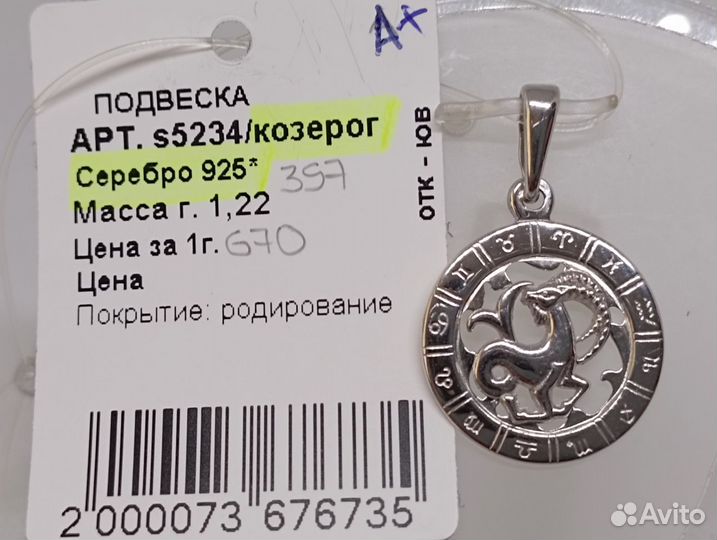 A+
ПОДВЕСКА
АРТ. s5234/козерог
Серебро 925*
357
Масса г. 1,22
Цена за 1г. 670
Цена
Покрытие: родирование
ОТК - ЮВ
2 000073 676735
Avito